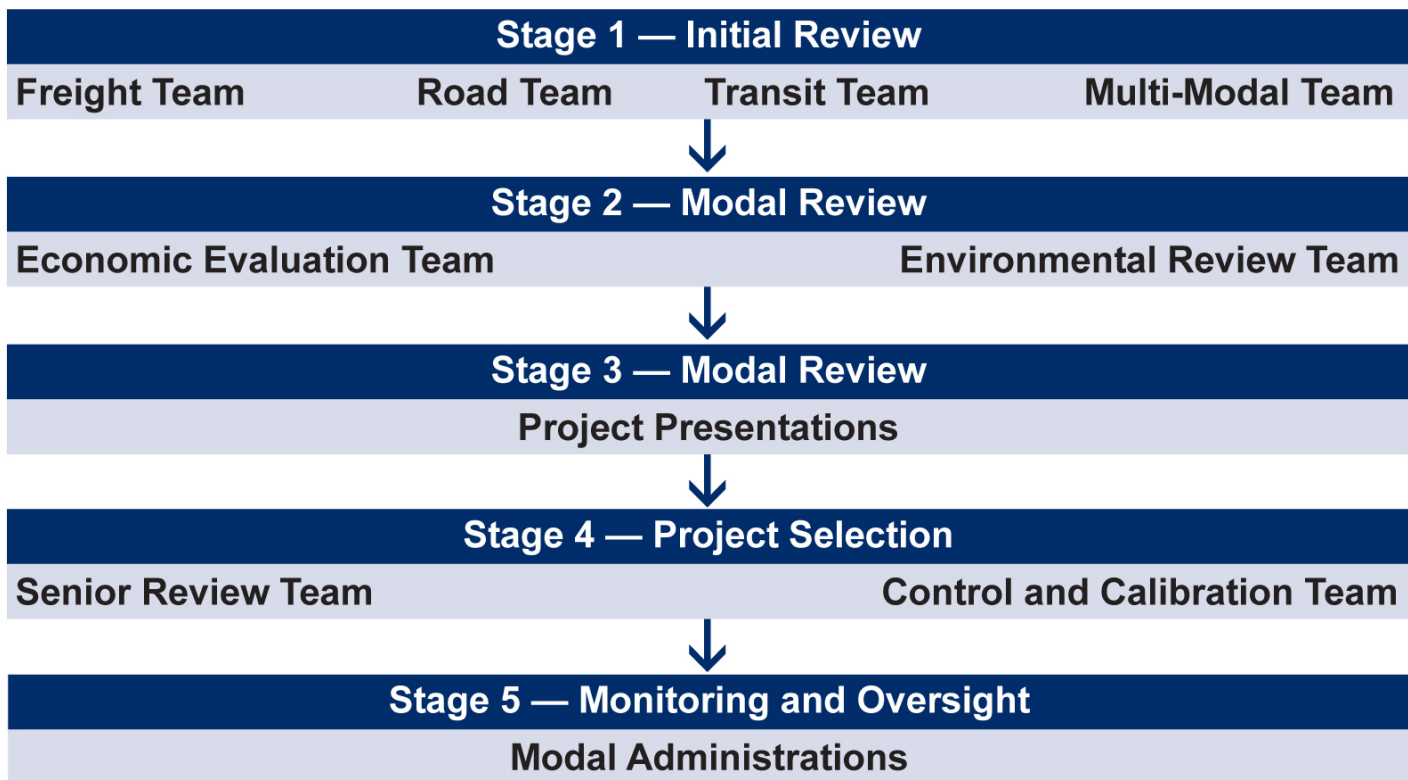 Stage 1 — Initial Review
Freight Team Road Team Transit Team Multi-Modal Team
Stage 2 — Modal Review
Economic Evaluation Team Environmental Review Team
Stage 3 — Modal Review
Project Presentations
Stage 4 — Project Selection
Senior Review Team Control and Calibration Team
Stage 5 — Monitoring and Oversight
Modal Administrations